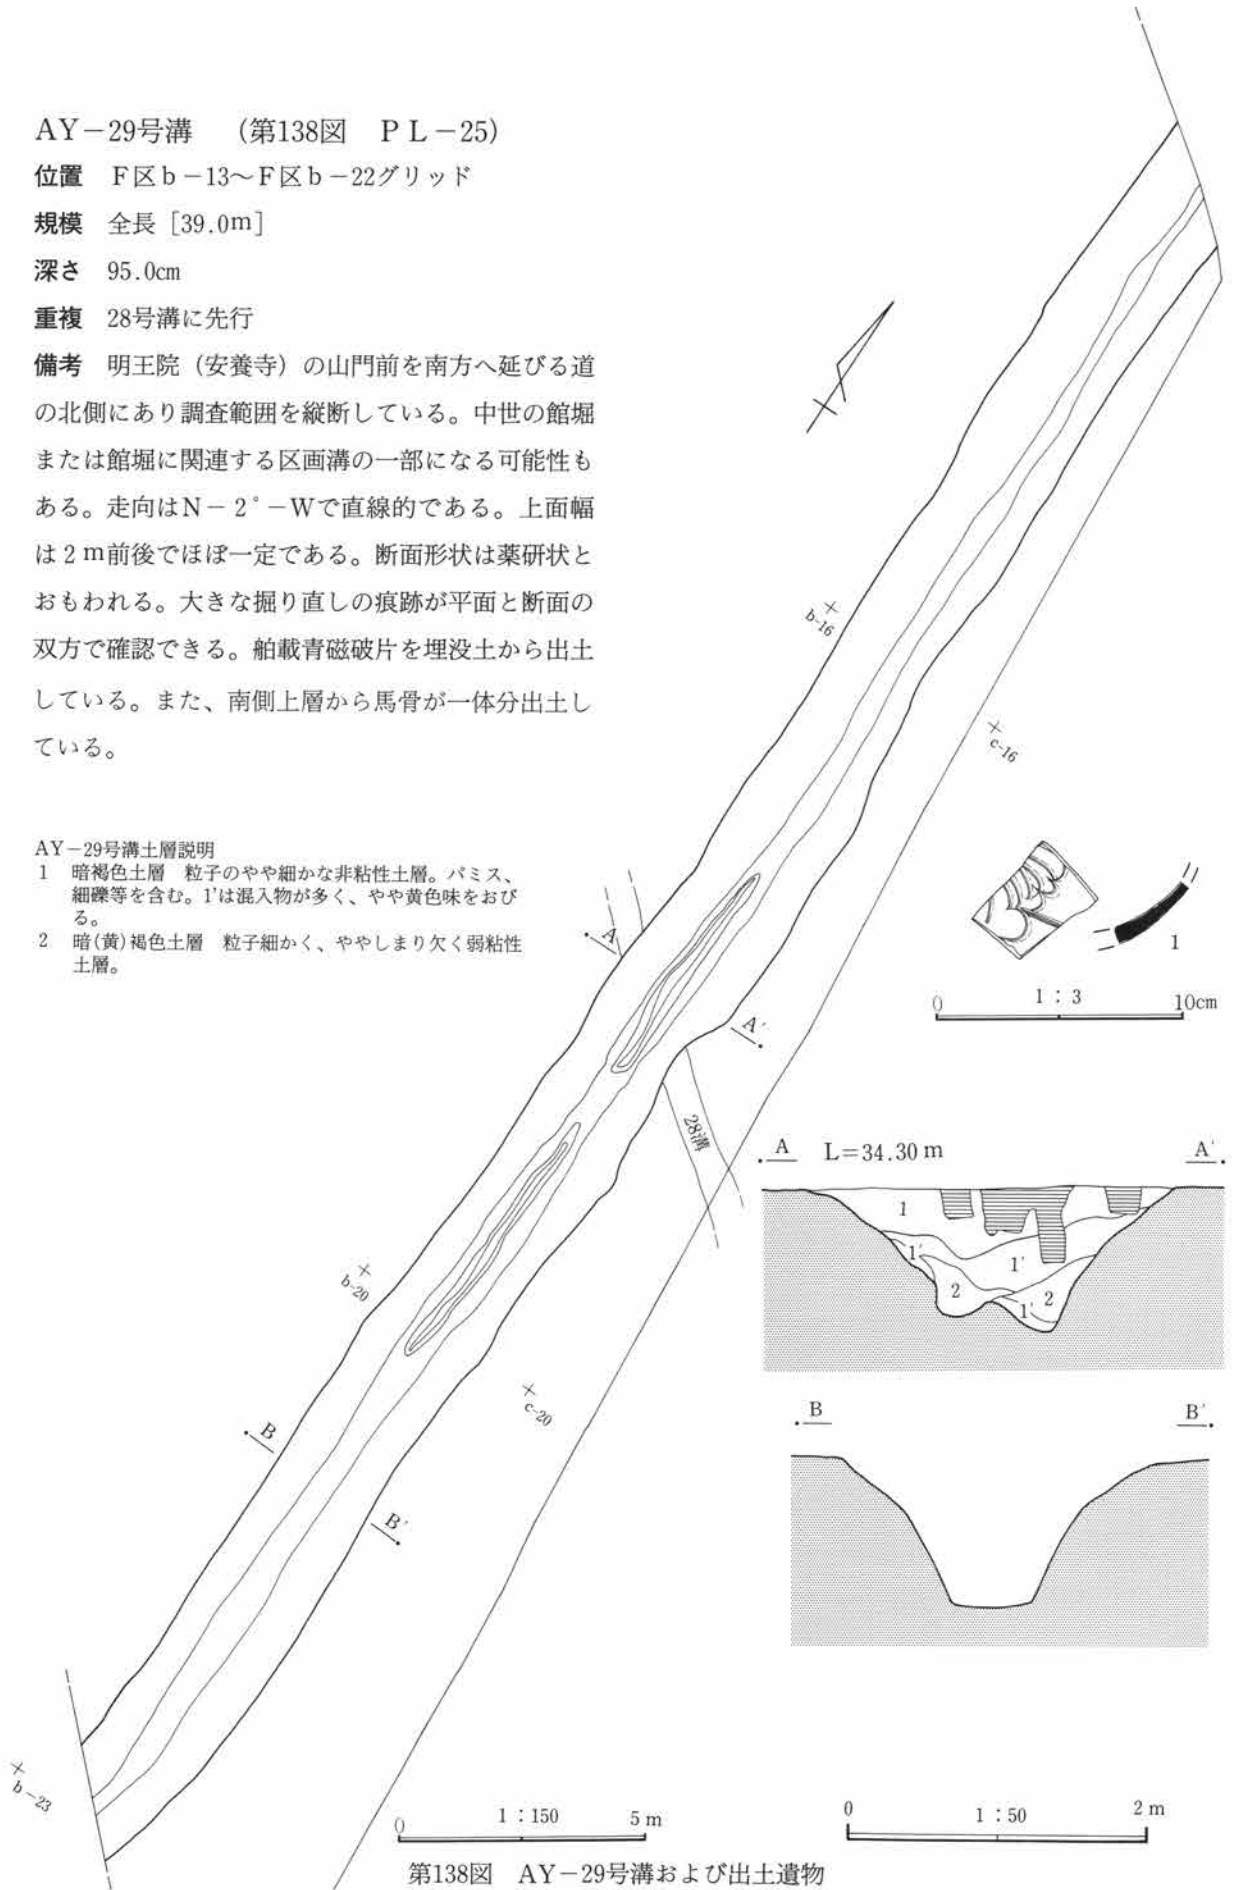 AY－29号溝　（第138図　ＰＬ－25）
位置　Ｆ区ｂ－13～Ｆ区ｂ－22グリッド
規模　全長［39.0m］
深さ　95.0cm
重複　28号溝に先行
備考　明王院（安養寺）の山門前を南方へ延びる道
の北側にあり調査範囲を縦断している。中世の館堀
または館堀に関連する区画溝の一部になる可能性も
ある。走向はＮ－２°－Ｗで直線的である。上面幅
は２ｍ前後でほぼ一定である。断面形状は薬研状と
おもわれる。大きな掘り直しの痕跡が平面と断面の
双方で確認できる。舶載青磁破片を埋没土から出土
している。また、南側上層から馬骨が一体分出土し
ている。
AY－29号溝土層説明
1　暗褐色土層　粒子のやや細かな非粘性土層。パミス、
細礫等を含む。1'は混入物が多く、やや黄色味をおび
る。
2　暗(黄)褐色土層　粒子細かく、ややしまり欠く弱粘性
土層。
b-16
c-16
A
A'
28溝
b-20
c-20
B
B'
b-23
1
0　1：3　10cm
A　L=34.30 m　A'
1
1'
1'
2
2
1'
B　B'
0　1：150　5 m
0　1：50　2 m
第138図　AY－29号溝および出土遺物